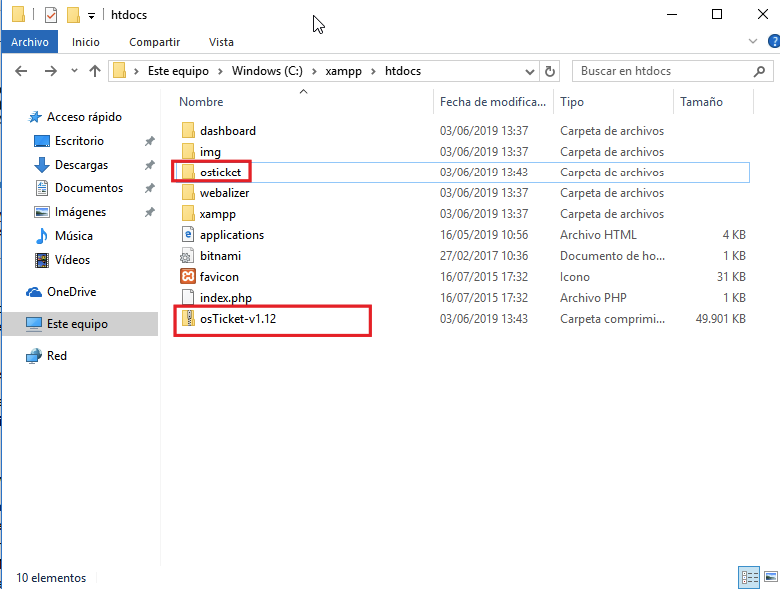 htdocs
Archivo Inicio Compartir Vista
Este equipo Windows (C:) xampp htdocs Buscar en htdocs
Nombre Fecha de modifica... Tipo Tamaño
Acceso rápido
Escritorio
Descargas
Documentos
Imágenes
Música
Vídeos
OneDrive
Este equipo
Red
dashboard 03/06/2019 13:37 Carpeta de archivos
img 03/06/2019 13:37 Carpeta de archivos
osticket 03/06/2019 13:43 Carpeta de archivos
webalizer 03/06/2019 13:37 Carpeta de archivos
xampp 03/06/2019 13:37 Carpeta de archivos
applications 16/05/2019 10:56 Archivo HTML 4 KB
bitnami 27/02/2017 10:36 Documento de ho... 1 KB
favicon 16/07/2015 17:32 Icono 31 KB
index.php 16/07/2015 17:32 Archivo PHP 1 KB
osTicket-v1.12 03/06/2019 13:43 Carpeta comprimi... 49.901 KB
10 elementos